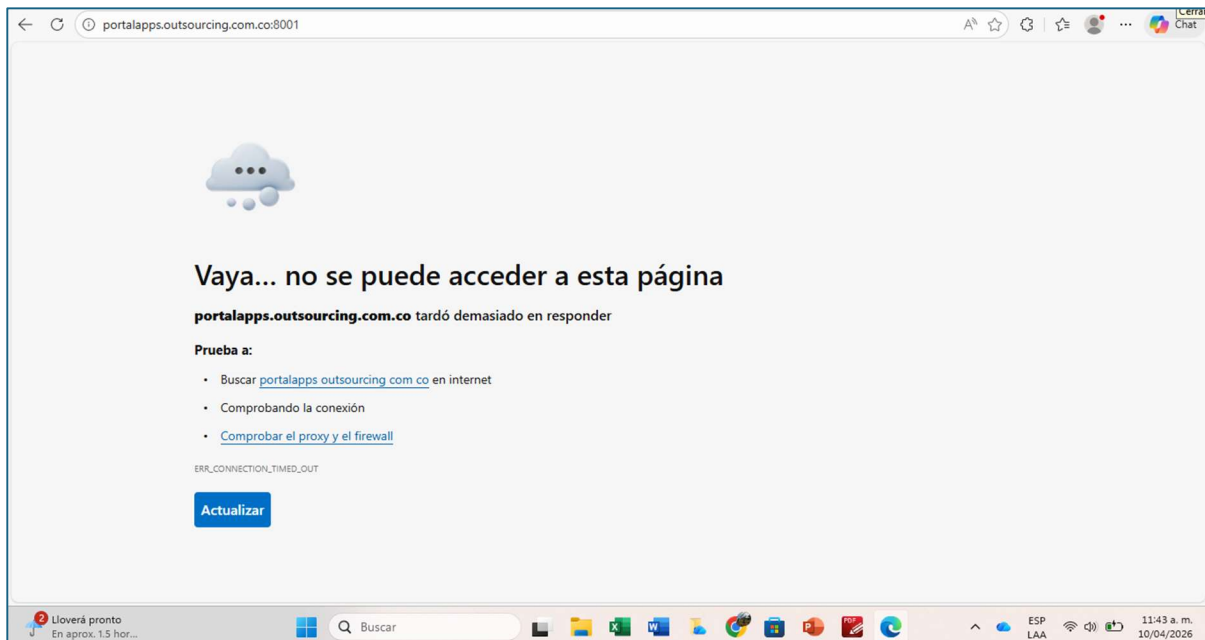 portalapps.outsourcing.com.co:8001
Cerra
Chat
Vaya... no se puede acceder a esta página
portalapps.outsourcing.com.co tardó demasiado en responder
Prueba a:
• Buscar portalapps outsourcing com co en internet
• Comprobando la conexión
• Comprobar el proxy y el firewall
ERR_CONNECTION_TIMED_OUT
Actualizar
2
Lloverá pronto
En aprox. 1.5 hor...
Buscar
ESP
LAA
11:43 a. m.
10/04/2026